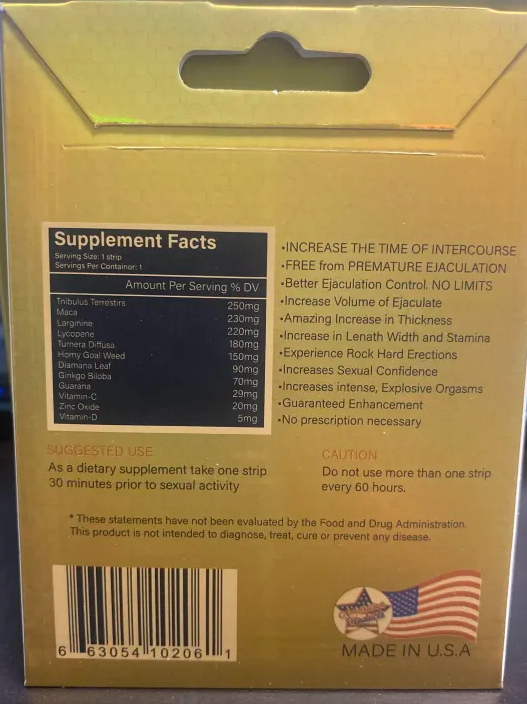 Supplement Facts
Serving Size: 1 strip
Servings Per Containor: 1
Amount Per Serving % DV
Tnibulus Terrestirs 250mg
Maca 230mg
Larginine 220mg
Lycopene 180mg
Turnera Diffusa 150mg
Horny Goal Weed 90mg
Diamana Leaf 70mg
Ginkgo Biloba 29mg
Guarana 20mg
Vitamin-C 5mg
Zinc Oxide
Vitamin-D
•INCREASE THE TIME OF INTERCOURSE
•FREE from PREMATURE EJACULATION
•Better Ejaculation Control. NO LIMITS
•Increase Volume of Ejaculate
•Amazing Increase in Thickness
•Increase in Lenath Width and Stamina
•Experience Rock Hard Erections
•Increases Sexual Confidence
•Increases intense, Explosive Orgasms
•Guaranteed Enhancement
•No prescription necessary
SUGGESTED USE
As a dietary supplement take one strip
30 minutes prior to sexual activity
CAUTION
Do not use more than one strip
every 60 hours.
* These statements have not been evaluated by the Food and Drug Administration.
This product is not intended to diagnose, treat, cure or prevent any disease.
6 63054 10206 1
MADE IN U.S.A